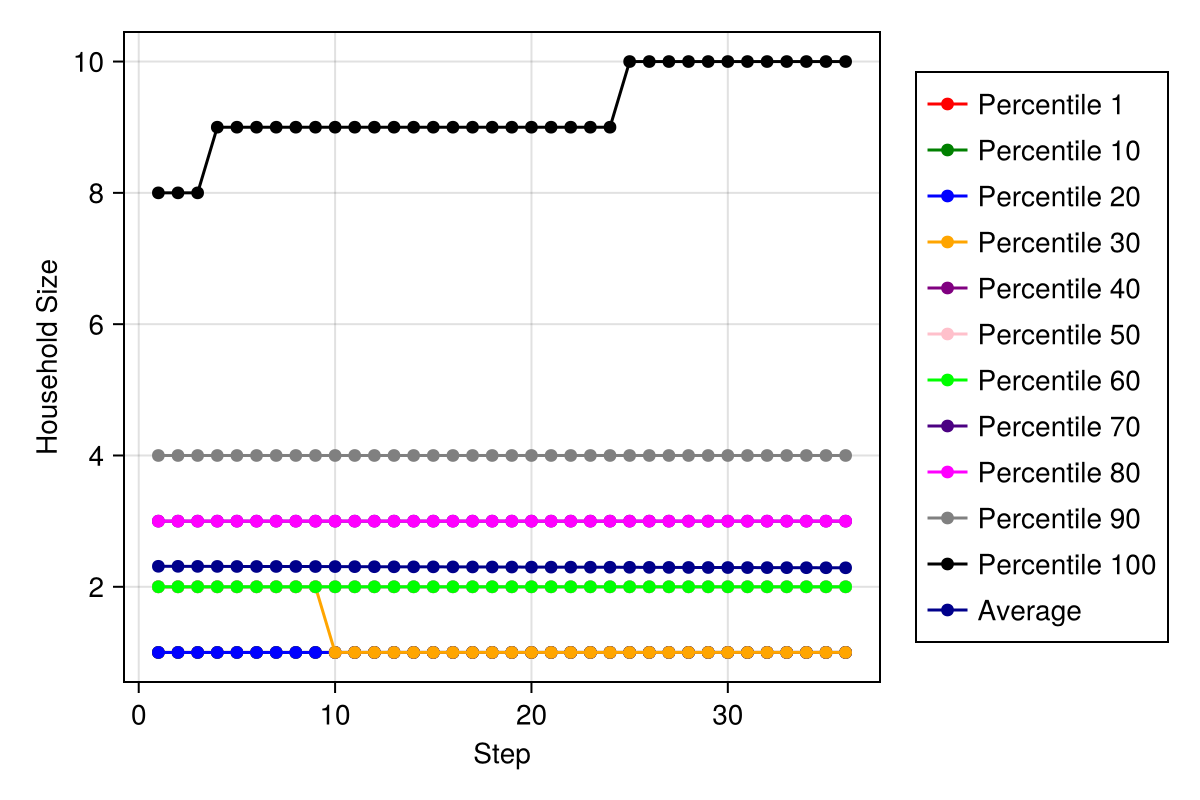 10
8
6
4
2
Household Size
0 10 20 30
Step
Percentile 1
Percentile 10
Percentile 20
Percentile 30
Percentile 40
Percentile 50
Percentile 60
Percentile 70
Percentile 80
Percentile 90
Percentile 100
Average